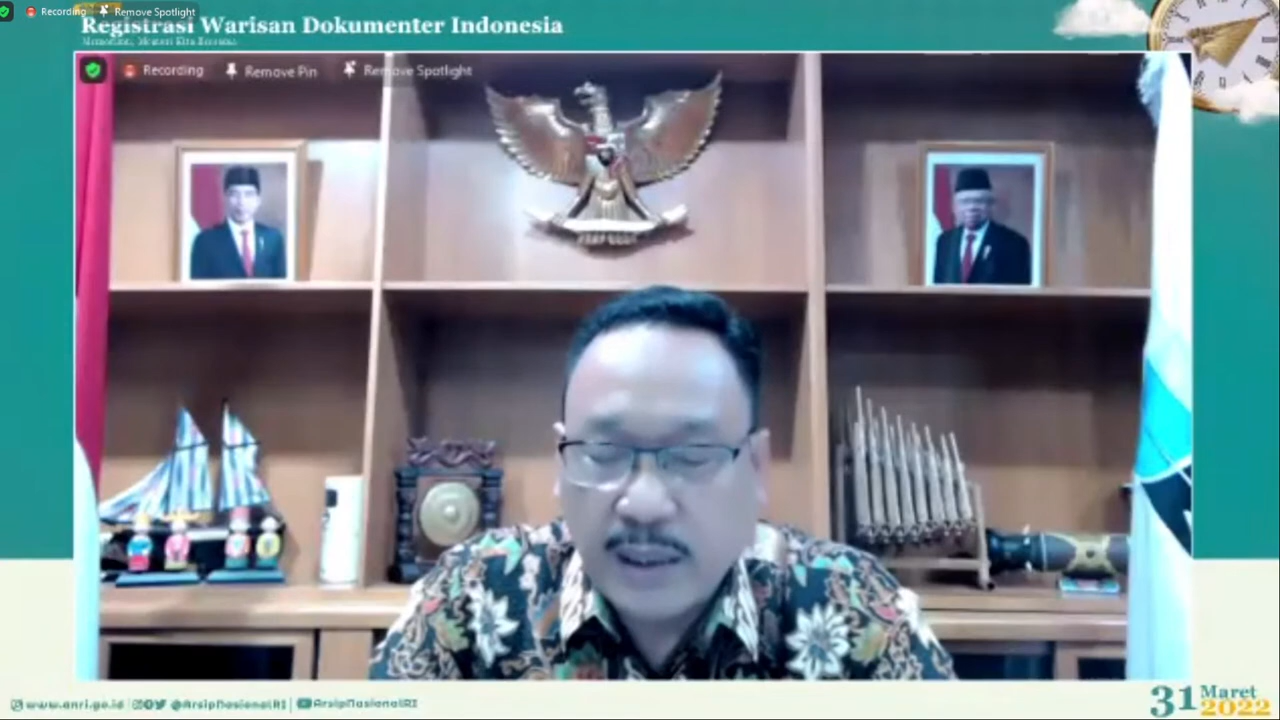 Recording Remove Spotlight
Registrasi Warisan Dokumenter Indonesia
Recording Remove Pin Remove Spotlight
www.anri.go.id @ArsipNasionalRI ArsipNasionalRI
31 Maret
2022